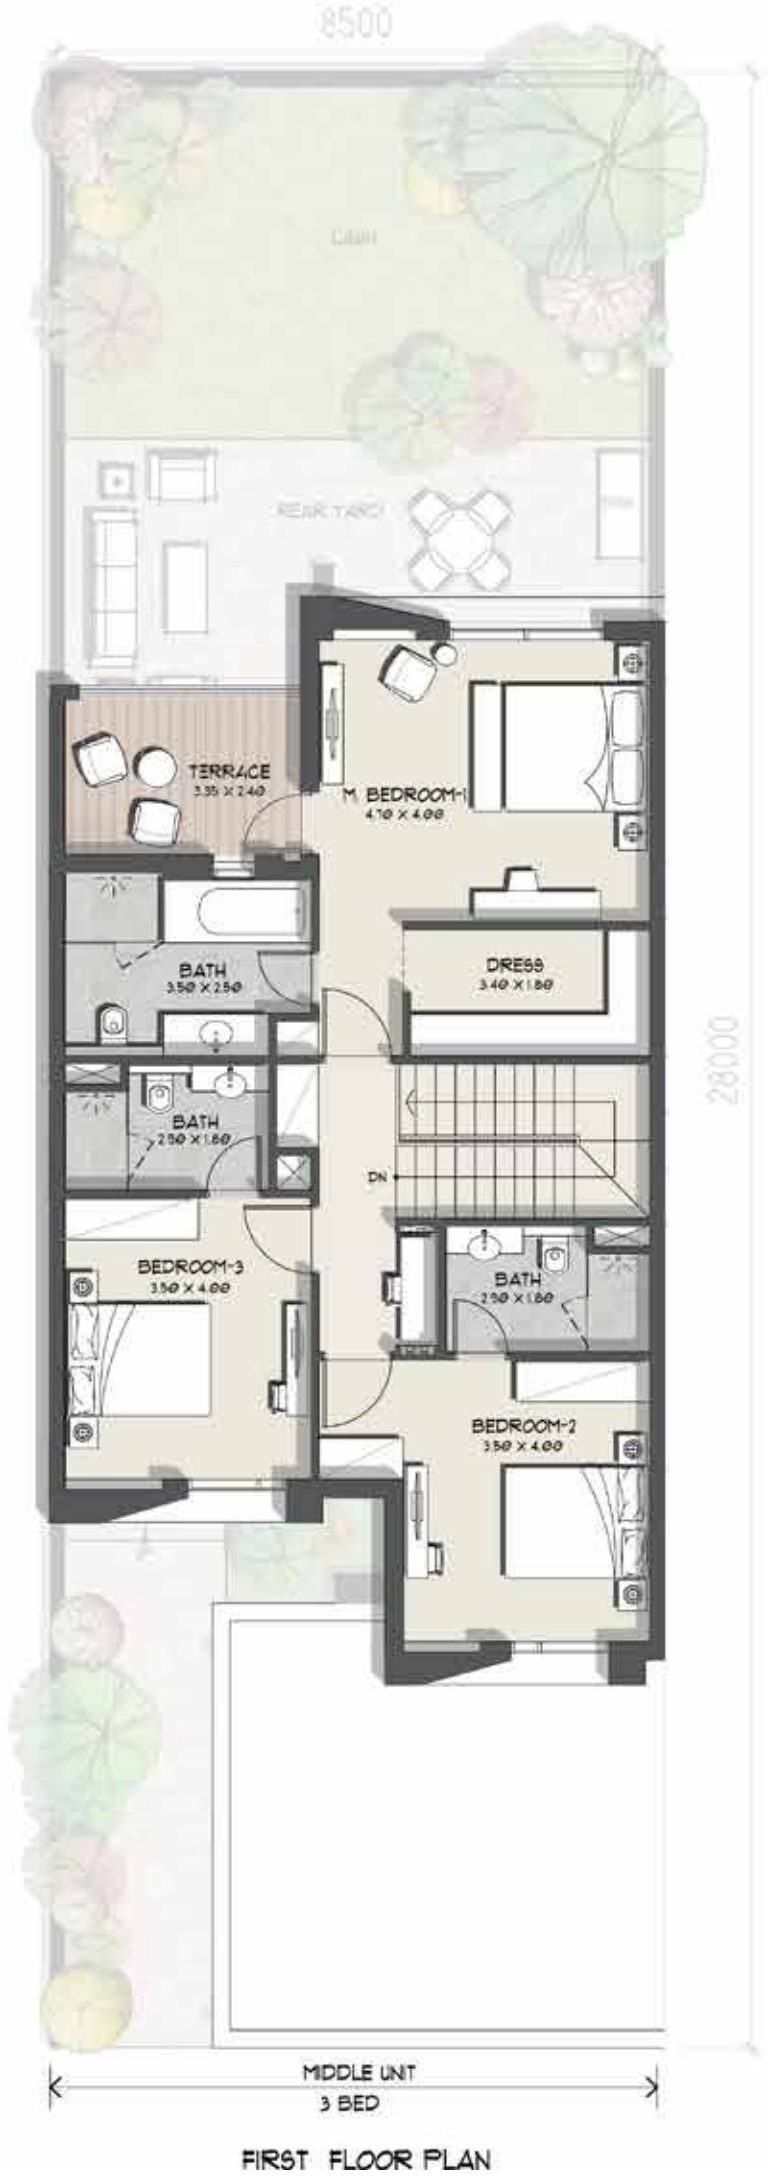 8500
LAWN
REAR YARD
TERRACE
3.35 X 2.40
M. BEDROOM-1
4.70 X 4.00
BATH
3.50 X 2.50
DRESS
3.40 X 1.80
28000
BATH
2.50 X 1.80
DN
BEDROOM-3
3.50 X 4.00
BATH
2.50 X 1.80
BEDROOM-2
3.50 X 4.00
MIDDLE UNIT
3 BED
FIRST FLOOR PLAN